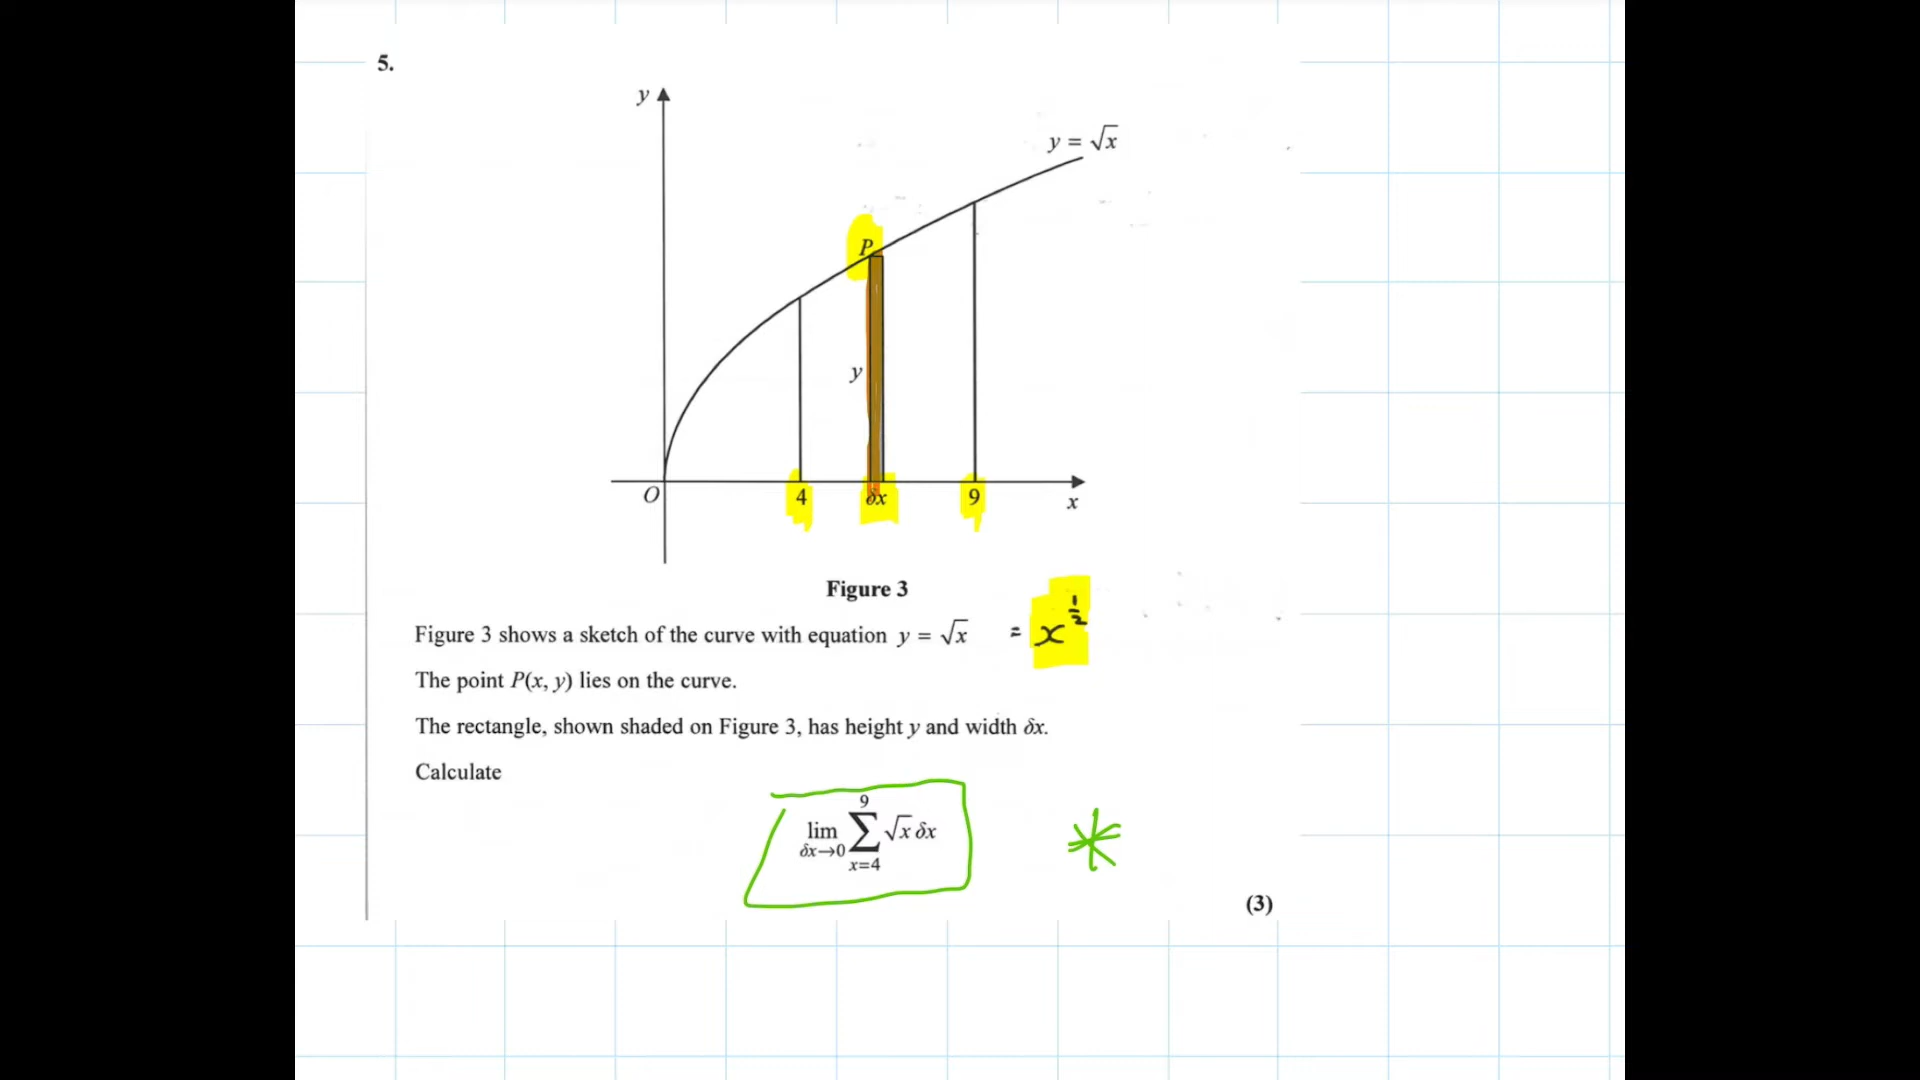 5.
y
y = √x
P
y
O
4
δx
9
x
Figure 3
Figure 3 shows a sketch of the curve with equation y = √x = x^½
The point P(x, y) lies on the curve.
The rectangle, shown shaded on Figure 3, has height y and width δx.
Calculate
9
lim ∑ √x δx
δx→0
x=4
(3)